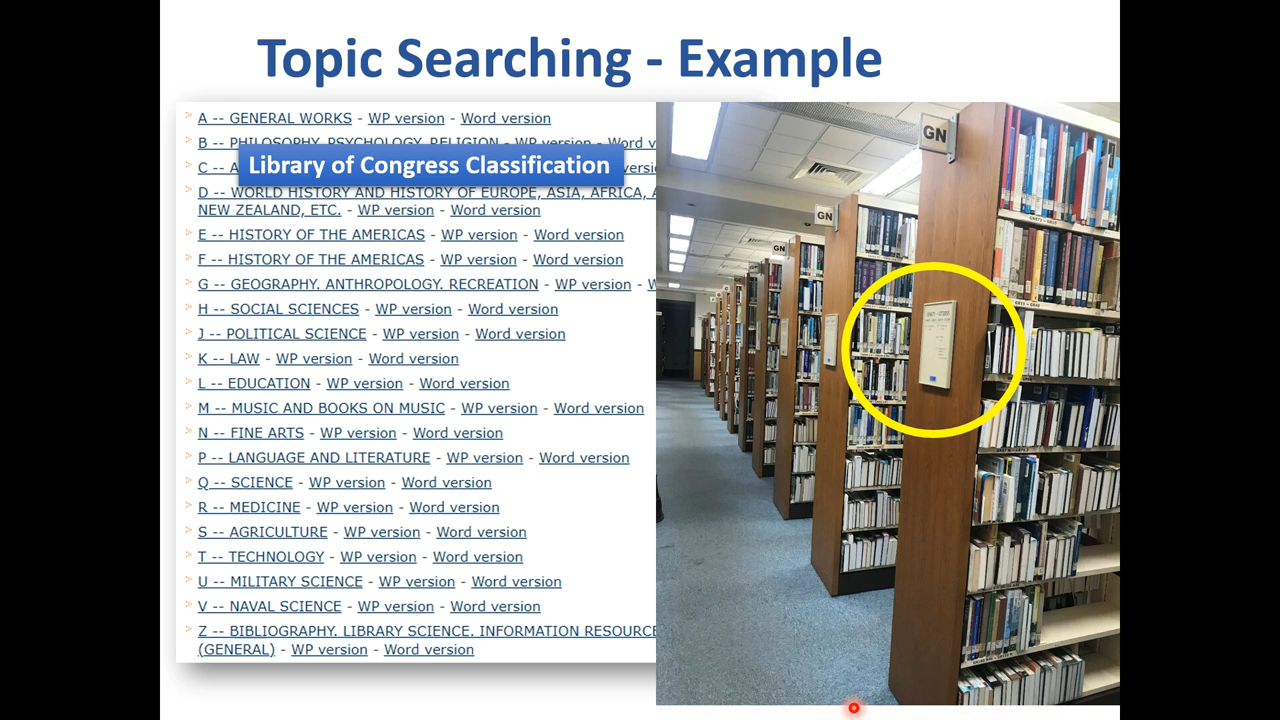 Topic Searching - Example
A -- GENERAL WORKS - WP version - Word version
B -- PHILOSOPHY. PSYCHOLOGY. RELIGION - WP version - Word v
Library of Congress Classification
C -- A
D -- WORLD HISTORY AND HISTORY OF EUROPE, ASIA, AFRICA, A
NEW ZEALAND, ETC. - WP version - Word version
E -- HISTORY OF THE AMERICAS - WP version - Word version
F -- HISTORY OF THE AMERICAS - WP version - Word version
G -- GEOGRAPHY. ANTHROPOLOGY. RECREATION - WP version - W
H -- SOCIAL SCIENCES - WP version - Word version
J -- POLITICAL SCIENCE - WP version - Word version
K -- LAW - WP version - Word version
L -- EDUCATION - WP version - Word version
M -- MUSIC AND BOOKS ON MUSIC - WP version - Word version
N -- FINE ARTS - WP version - Word version
P -- LANGUAGE AND LITERATURE - WP version - Word version
Q -- SCIENCE - WP version - Word version
R -- MEDICINE - WP version - Word version
S -- AGRICULTURE - WP version - Word version
T -- TECHNOLOGY - WP version - Word version
U -- MILITARY SCIENCE - WP version - Word version
V -- NAVAL SCIENCE - WP version - Word version
Z -- BIBLIOGRAPHY. LIBRARY SCIENCE. INFORMATION RESOURCE
(GENERAL) - WP version - Word version
GN
GN
GN